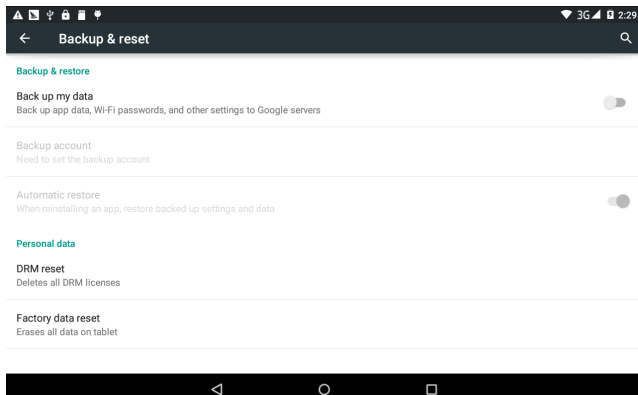 3G 2:29
Backup & reset
Backup & restore
Back up my data
Back up app data, Wi-Fi passwords, and other settings to Google servers
Backup account
Need to set the backup account
Automatic restore
When reinstalling an app, restore backed up settings and data
Personal data
DRM reset
Deletes all DRM licenses
Factory data reset
Erases all data on tablet